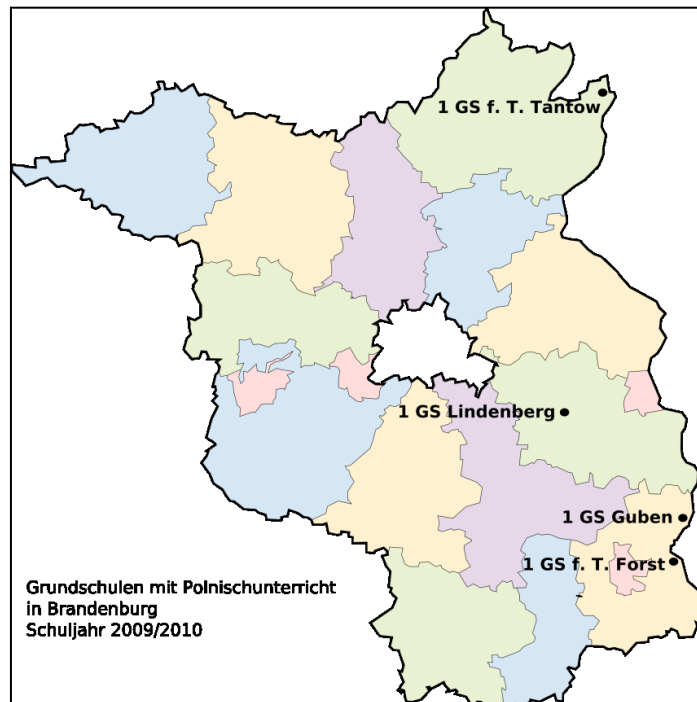 1 GS f. T. Tantow
1 GS Lindenberg
1 GS Guben
1 GS f. T. Forst
Grundschulen mit Polnischunterricht
in Brandenburg
Schuljahr 2009/2010